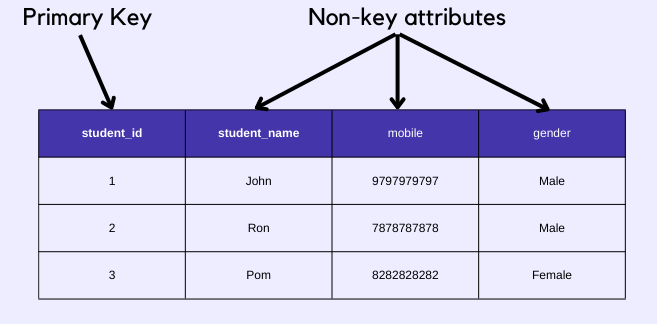 Primary Key Non-key attributes
student_id student_name mobile gender
1 John 9797979797 Male
2 Ron 7878787878 Male
3 Pom 8282828282 Female